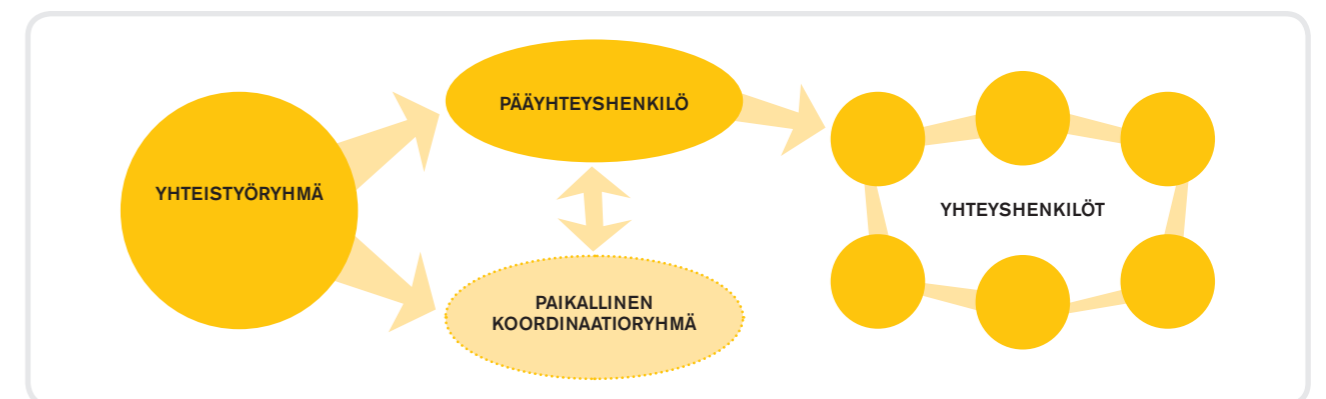 YHTEISTYÖRYHMÄ
PÄÄYHTEYSHENKILÖ
PAIKALLINEN
KOORDINAATIORYHMÄ
YHTEYSHENKILÖT